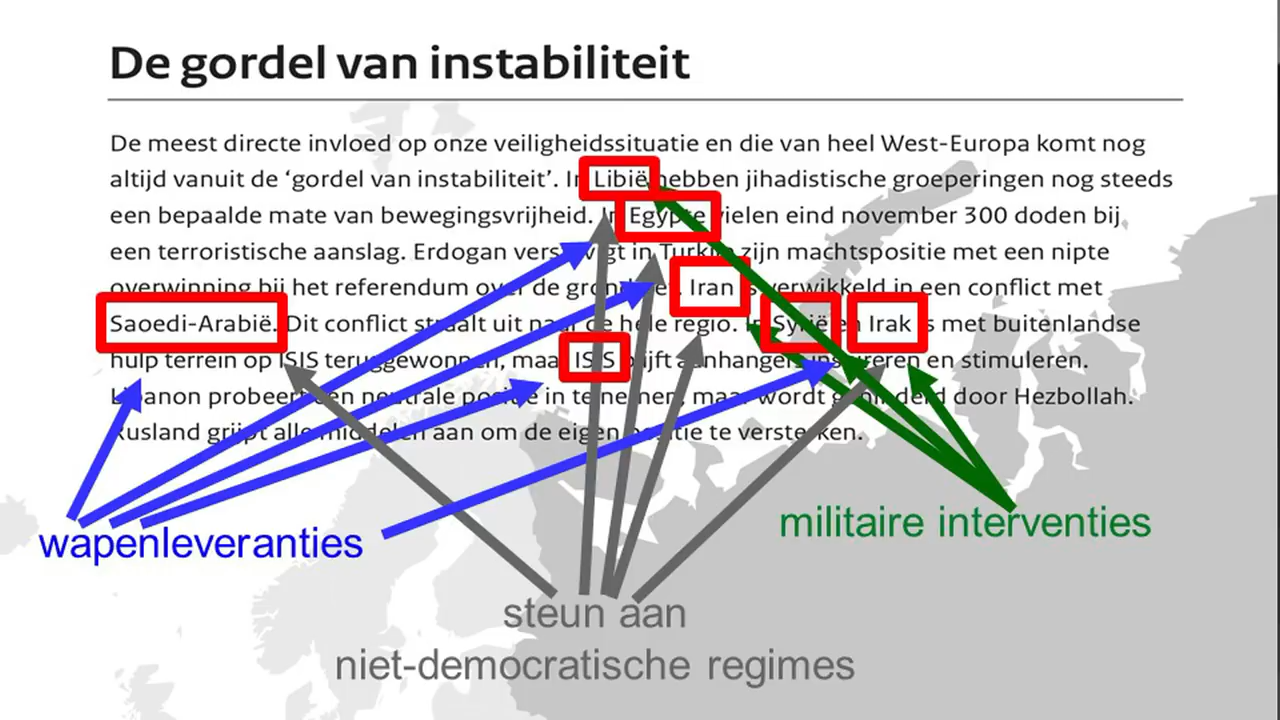 De gordel van instabiliteit
De meest directe invloed op onze veiligheidssituatie en die van heel West-Europa komt nog
altijd vanuit de ‘gordel van instabiliteit’. In Libië hebben jihadistische groeperingen nog steeds
een bepaalde mate van bewegingsvrijheid. In Egypte vielen eind november 300 doden bij
een terroristische aanslag. Erdogan verstevigt in Turkije zijn machtspositie met een nipte
overwinning bij het referendum over de grondwet. Iran is verwikkeld in een conflict met
Saoedi-Arabië. Dit conflict straalt uit naar de hele regio. In Syrië en Irak is met buitenlandse
hulp terrein op ISIS teruggewonnen, maar ISIS blijft aanhangers inspireren en stimuleren.
Libanon probeert een neutrale positie in te nemen, maar wordt gehinderd door Hezbollah.
Rusland grijpt alle middelen aan om de eigen positie te versterken.
wapenleveranties
militaire interventies
steun aan
niet-democratische regimes